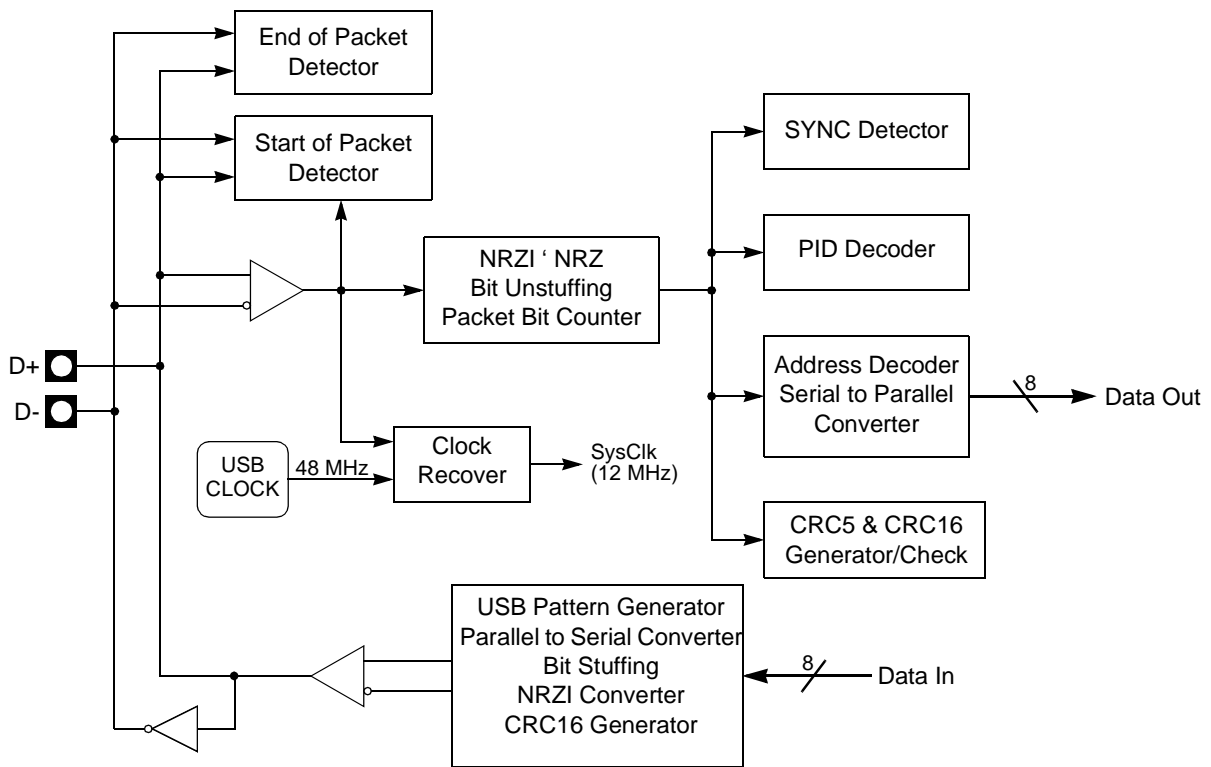 End of Packet
Detector
Start of Packet
Detector
SYNC Detector
PID Decoder
NRZI ‘ NRZ
Bit Unstuffing
Packet Bit Counter
D+
D-
Address Decoder
Serial to Parallel
Converter
8
Data Out
USB
CLOCK
48 MHz
Clock
Recover
SysClk
(12 MHz)
CRC5 & CRC16
Generator/Check
USB Pattern Generator
Parallel to Serial Converter
Bit Stuffing
NRZI Converter
CRC16 Generator
8
Data In